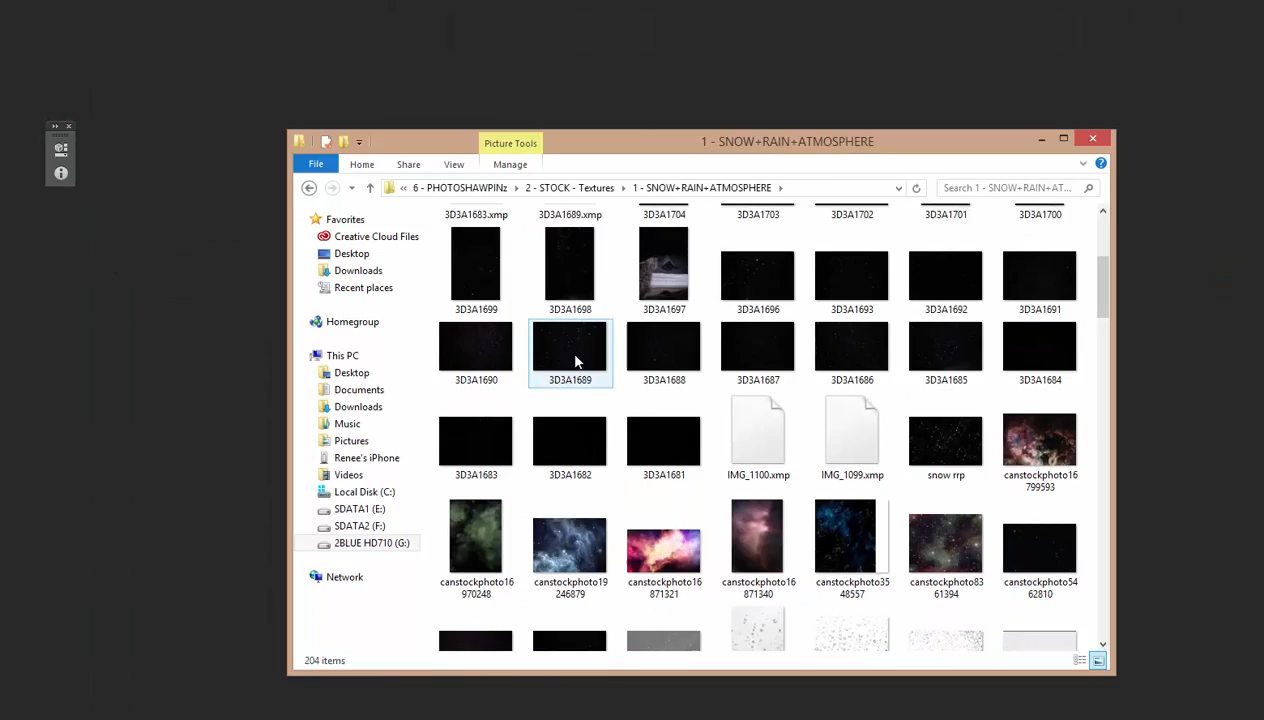 Picture Tools
1 - SNOW+RAIN+ATMOSPHERE
File Home Share View Manage
« 6 - PHOTOSHAWPINz 2 - STOCK - Textures 1 - SNOW+RAIN+ATMOSPHERE
Search 1 - SNOW+RAIN+AT...
Favorites
Creative Cloud Files
Desktop
Downloads
Recent places
Homegroup
This PC
Desktop
Documents
Downloads
Music
Pictures
Renee's iPhone
Videos
Local Disk (C:)
SDATA1 (E:)
SDATA2 (F:)
2BLUE HD710 (G:)
Network
3D3A1683.xmp 3D3A1689.xmp 3D3A1704 3D3A1703 3D3A1702 3D3A1701 3D3A1700
3D3A1699 3D3A1698 3D3A1697 3D3A1696 3D3A1693 3D3A1692 3D3A1691
3D3A1690 3D3A1689 3D3A1688 3D3A1687 3D3A1686 3D3A1685 3D3A1684
3D3A1683 3D3A1682 3D3A1681 IMG_1100.xmp IMG_1099.xmp snow rrp canstockphoto16
799593
canstockphoto16 canstockphoto19 canstockphoto16 canstockphoto16 canstockphoto35 canstockphoto83 canstockphoto54
970248 246879 871321 871340 48557 61394 62810
204 items